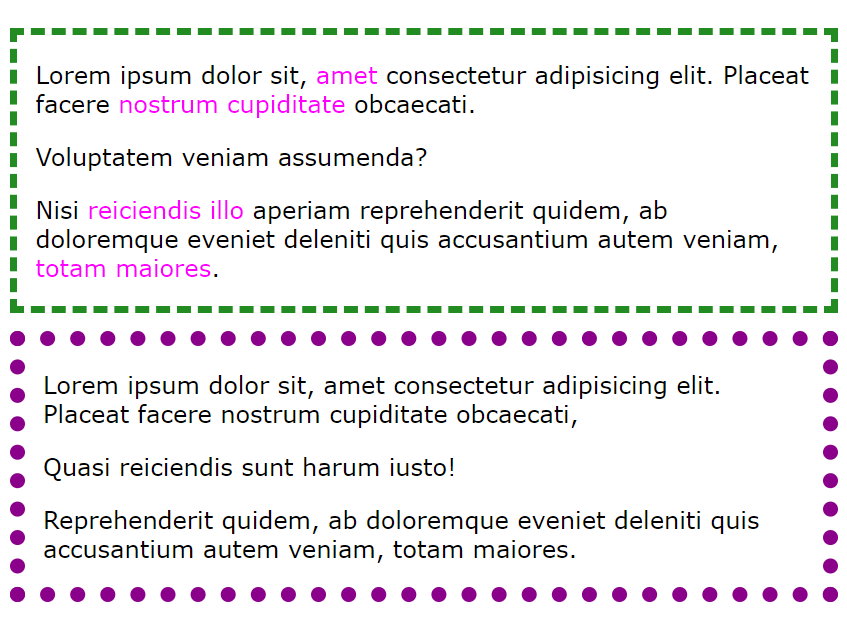 Lorem ipsum dolor sit, amet consectetur adipisicing elit. Placeat
facere nostrum cupiditate obcaecati.
Voluptatem veniam assumenda?
Nisi reiciendis illo aperiam reprehenderit quidem, ab
doloremque eveniet deleniti quis accusantium autem veniam,
totam maiores.
Lorem ipsum dolor sit, amet consectetur adipisicing elit.
Placeat facere nostrum cupiditate obcaecati,
Quasi reiciendis sunt harum iusto!
Reprehenderit quidem, ab doloremque eveniet deleniti quis
accusantium autem veniam, totam maiores.